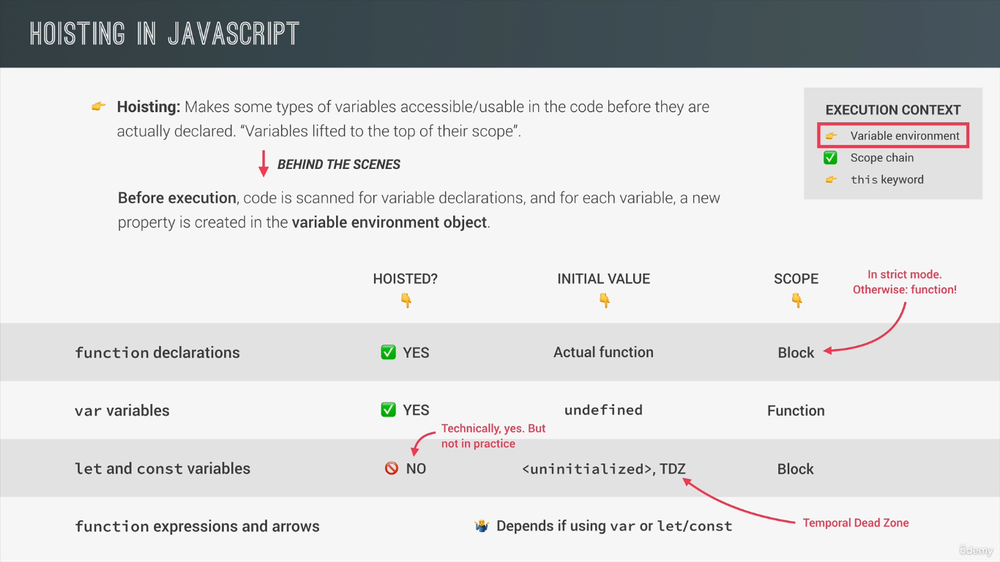 HOISTING IN JAVASCRIPT
👉 Hoisting: Makes some types of variables accessible/usable in the code before they are
actually declared. “Variables lifted to the top of their scope”.
BEHIND THE SCENES
Before execution, code is scanned for variable declarations, and for each variable, a new
property is created in the variable environment object.
EXECUTION CONTEXT
👉 Variable environment
✅ Scope chain
👉 this keyword
HOISTED? INITIAL VALUE SCOPE
👇 👇 👇
In strict mode.
Otherwise: function!
function declarations ✅ YES Actual function Block
var variables ✅ YES undefined Function
Technically, yes. But
not in practice
let and const variables 🚫 NO <uninitialized>, TDZ Block
Temporal Dead Zone
function expressions and arrows 🤷‍♂️ Depends if using var or let/const
ûdemy